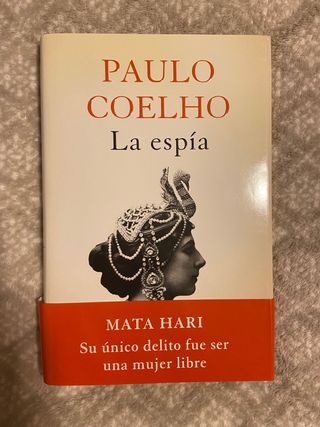 PAULO
COELHO
La espía
MATA HARI
Su único delito fue ser
una mujer libre